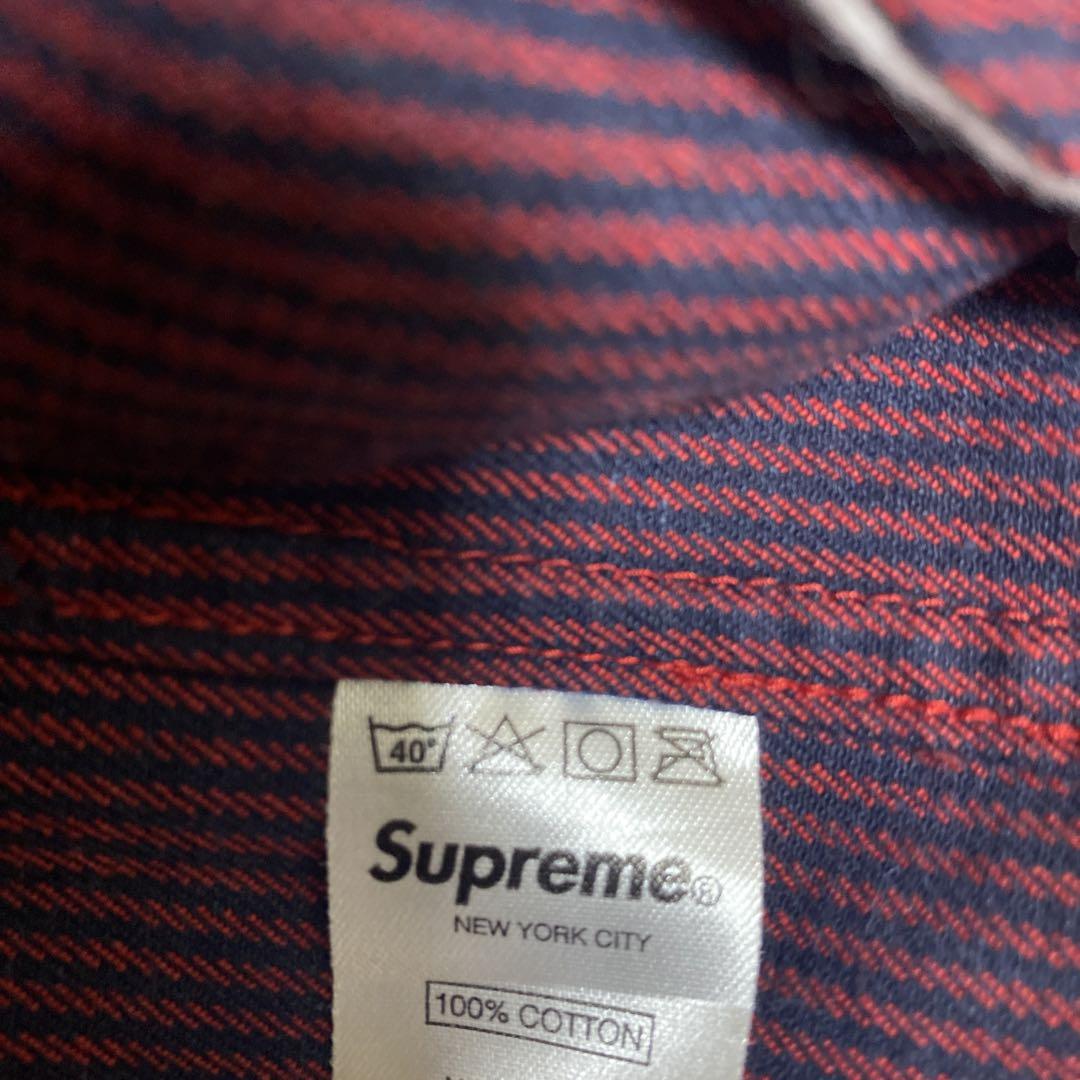 40°
Supreme®
NEW YORK CITY
100% COTTON